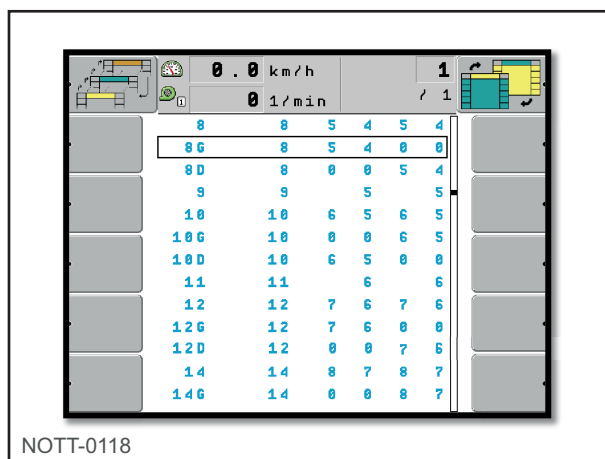 0.0 km/h 1
1 0 1/min / 1
8 8 5 4 5 4
8G 8 5 4 0 0
8D 8 0 0 5 4
9 9 5 5
10 10 6 5 6 5
10G 10 0 0 6 5
10D 10 6 5 0 0
11 11 6 6
12 12 7 6 7 6
12G 12 7 6 0 0
12D 12 0 0 7 6
14 14 8 7 8 7
14G 14 0 0 8 7
NOTT-0118